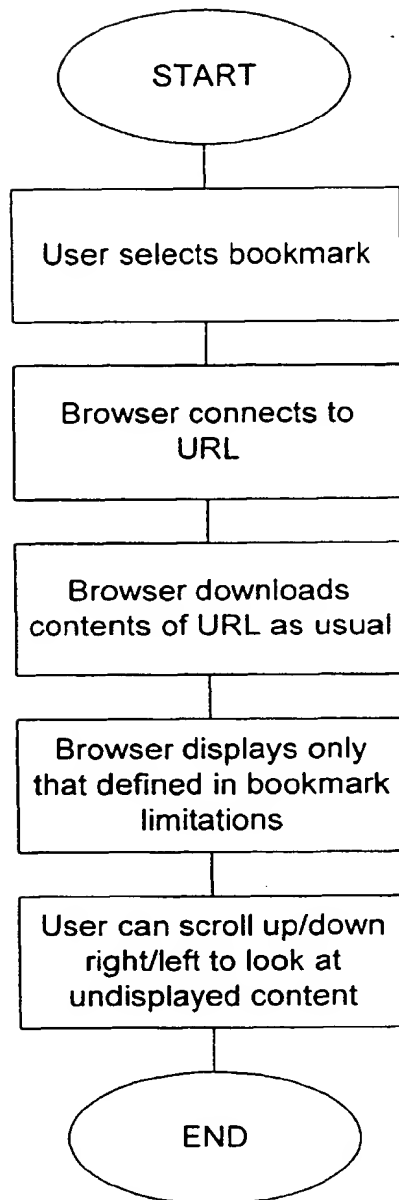 START
User selects bookmark
Browser connects to
URL
Browser downloads
contents of URL as usual
Browser displays only
that defined in bookmark
limitations
User can scroll up/down
right/left to look at
undisplayed content
END